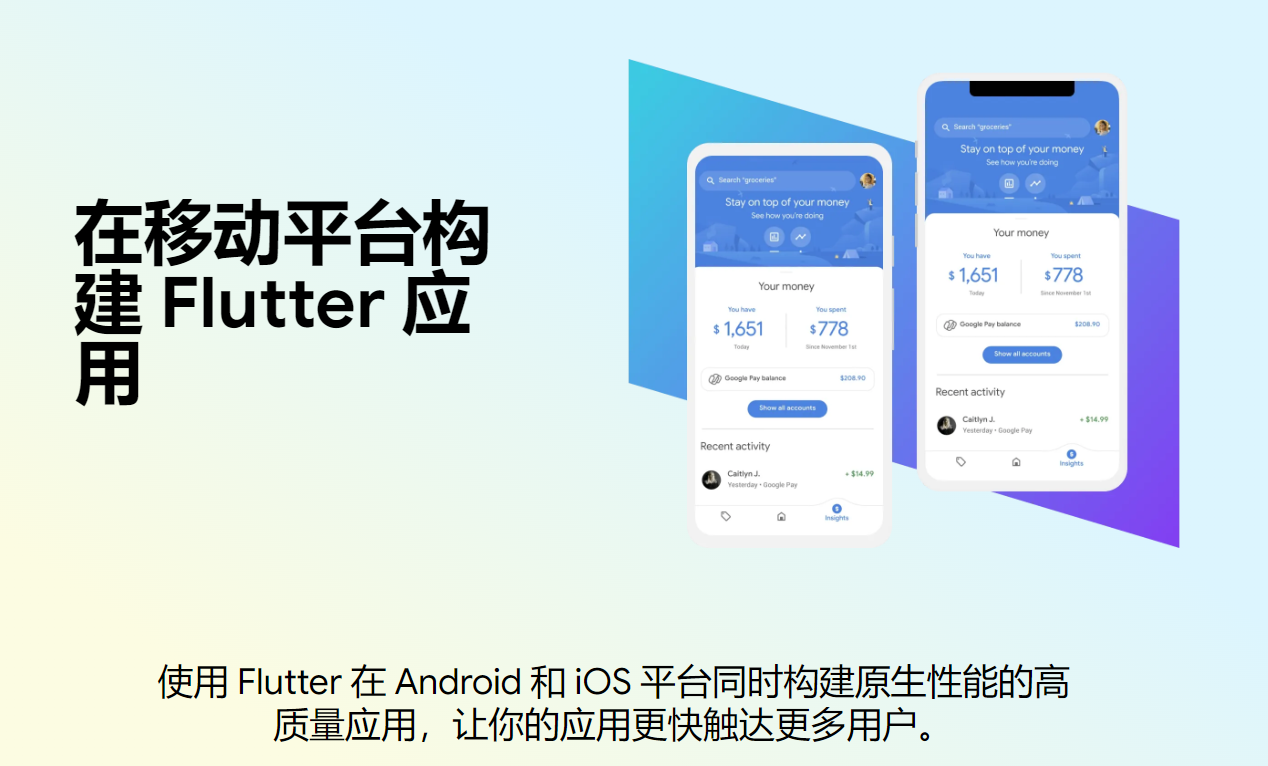 在移动平台构
建 Flutter 应
用
Search "groceries"
Stay on top of your money
See how you're doing
Your money
You have
You spent
$ 1,651
$ 778
Today
Since November 1st
Google Pay balance
$208.90
Show all accounts
Recent activity
Caitlyn J.
+ $14.99
Yesterday • Google Pay
Insights
Search "groceries"
Stay on top of your money
See how you're doing
Your money
You have
You spent
$ 1,651
$ 778
Today
Since November 1st
Google Pay balance
$208.90
Show all accounts
Recent activity
Caitlyn J.
+ $14.99
Yesterday • Google Pay
Insights
使用 Flutter 在 Android 和 iOS 平台同时构建原生性能的高
质量应用，让你的应用更快触达更多用户。